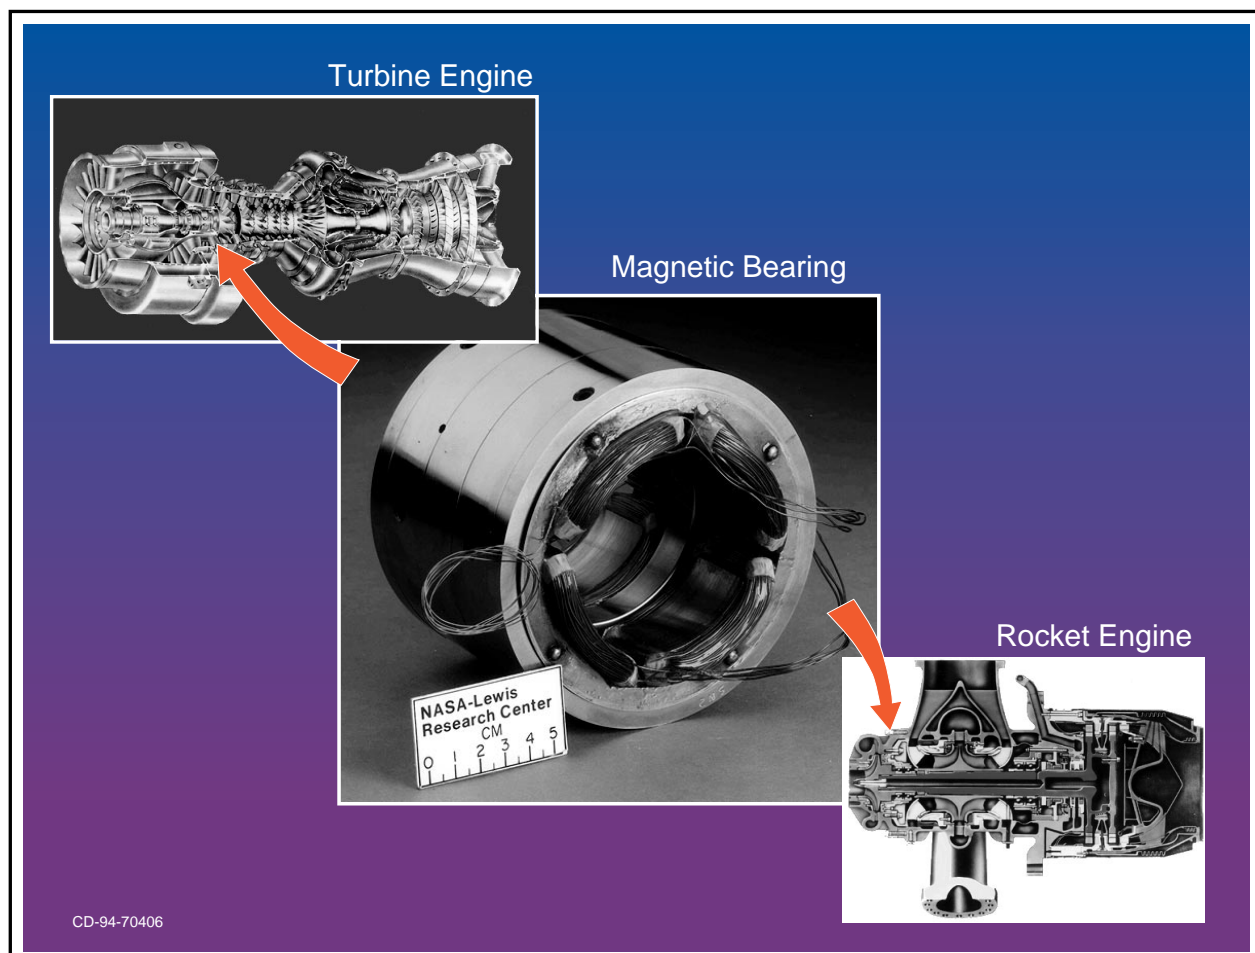 Turbine Engine
Magnetic Bearing
Rocket Engine
NASA-Lewis
Research Center
CM
0 1 2 3 4 5
CD-94-70406